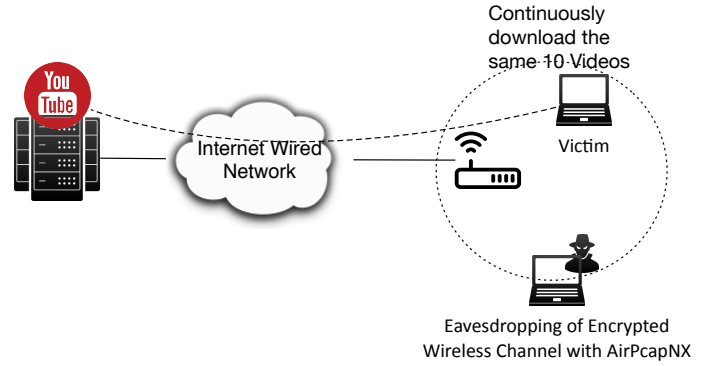 Continuously
download the
same 10 Videos
You
Tube
Internet Wired
Network
Victim
Eavesdropping of Encrypted
Wireless Channel with AirPcapNX